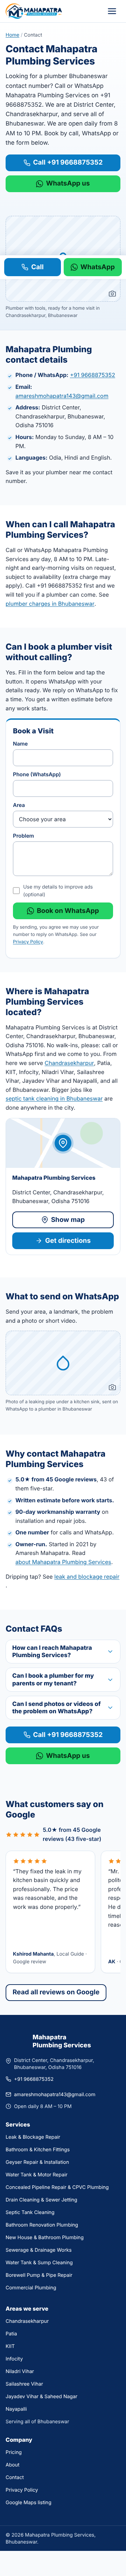 MAHAPATRA
Home / Contact
Contact Mahapatra
Plumbing Services
Looking for a plumber Bhubaneswar
contact number? Call or WhatsApp
Mahapatra Plumbing Services on +91
9668875352. We are at District Center,
Chandrasekharpur, and cover all of
Bhubaneswar. We are open daily from 8
AM to 10 PM. Book by call, WhatsApp or
the form below.
Call +91 9668875352
WhatsApp us
Call
WhatsApp
Plumber with tools, ready for a home visit in
Chandrasekharpur, Bhubaneswar
Mahapatra Plumbing
contact details
Phone / WhatsApp: +91 9668875352
Email:
amareshmohapatra143@gmail.com
Address: District Center,
Chandrasekharpur, Bhubaneswar,
Odisha 751016
Hours: Monday to Sunday, 8 AM – 10
PM.
Languages: Odia, Hindi and English.
Save it as your plumber near me contact
number.
When can I call Mahapatra
Plumbing Services?
Call or WhatsApp Mahapatra Plumbing
Services any day, 8 AM to 10 PM. Late
evening and early morning emergency
visits in nearby areas may be possible,
subject to availability (extra charge may
apply). Call +91 9668875352 first to
find out if a plumber can come. See
plumber charges in Bhubaneswar.
Can I book a plumber visit
without calling?
Yes. Fill in the form below and tap the
button. It opens WhatsApp with your
details ready to send. We reply on
WhatsApp to fix a time. We give you a
written estimate before any work starts.
Book a Visit
Name
Phone (WhatsApp)
Area
Choose your area
Problem
Use my details to improve ads
(optional)
Book on WhatsApp
By sending, you agree we may use your
number to reply on WhatsApp. See our
Privacy Policy.
Where is Mahapatra
Plumbing Services
located?
Mahapatra Plumbing Services is at District
Center, Chandrasekharpur, Bhubaneswar,
Odisha 751016. No walk-in needed, we
come to you. From here we serve
Chandrasekharpur, Patia, KIIT, Infocity,
Niladri Vihar, Sailashree Vihar, Jayadev
Vihar and Nayapalli, and all of
Bhubaneswar. Bigger jobs like
septic tank cleaning in Bhubaneswar are
done anywhere in the city.
Mahapatra Plumbing Services
District Center, Chandrasekharpur,
Bhubaneswar, Odisha 751016
Show map
Get directions
What to send on WhatsApp
Send your area, a landmark, the problem
and a photo or short video.
Photo of a leaking pipe under a kitchen sink, sent on
WhatsApp to a plumber in Bhubaneswar
Why contact Mahapatra
Plumbing Services
5.0★ from 45 Google reviews, 43 of
them five-star.
Written estimate before work starts.
90-day workmanship warranty on
installation and repair jobs.
One number for calls and WhatsApp.
Owner-run. Started in 2021 by
Amaresh Mahapatra. Read
about Mahapatra Plumbing Services.
Dripping tap? See leak and blockage repair
.
Contact FAQs
How can I reach Mahapatra
Plumbing Services?
Can I book a plumber for my
parents or my tenant?
Can I send photos or videos of
the problem on WhatsApp?
Call +91 9668875352
WhatsApp us
What customers say on
Google
★★★★★ 5.0★ from 45 Google
reviews (43 five-star)
★★★★★
"They fixed the leak in my
kitchen quickly and
professionally. The price
was reasonable, and the
work was done properly."
Kshirod Mahanta, Local Guide ·
Google review
Read all reviews on Google
Mahapatra
Plumbing Services
District Center, Chandrasekharpur,
Bhubaneswar, Odisha 751016
+91 9668875352
amareshmohapatra143@gmail.com
Open daily 8 AM – 10 PM
Services
Leak & Blockage Repair
Bathroom & Kitchen Fittings
Geyser Repair & Installation
Water Tank & Motor Repair
Concealed Pipeline Repair & CPVC Plumbing
Drain Cleaning & Sewer Jetting
Septic Tank Cleaning
Bathroom Renovation Plumbing
New House & Bathroom Plumbing
Sewerage & Drainage Works
Water Tank & Sump Cleaning
Borewell Pump & Pipe Repair
Commercial Plumbing
Areas we serve
Chandrasekharpur
Patia
KIIT
Infocity
Niladri Vihar
Sailashree Vihar
Jayadev Vihar & Saheed Nagar
Nayapalli
Serving all of Bhubaneswar
Company
Pricing
About
Contact
Privacy Policy
Google Maps listing
© 2026 Mahapatra Plumbing Services,
Bhubaneswar.